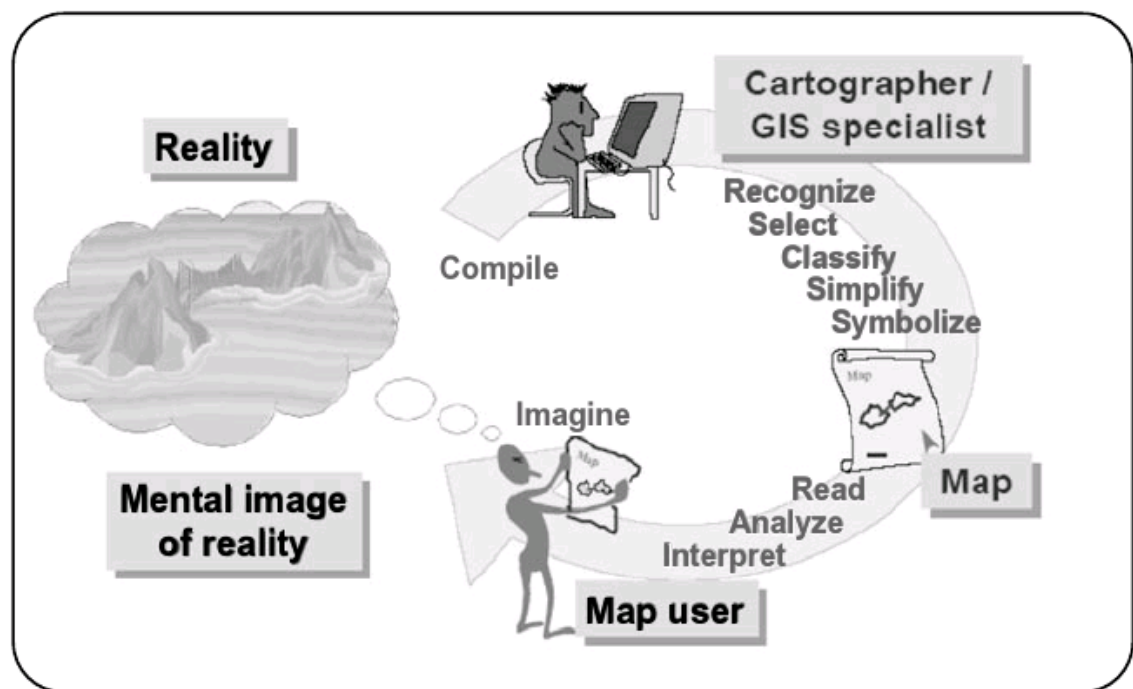 Reality
Cartographer /
GIS specialist
Compile
Recognize
Select
Classify
Simplify
Symbolize
Map
Map
Read
Analyze
Interpret
Imagine
Map
Map user
Mental image
of reality